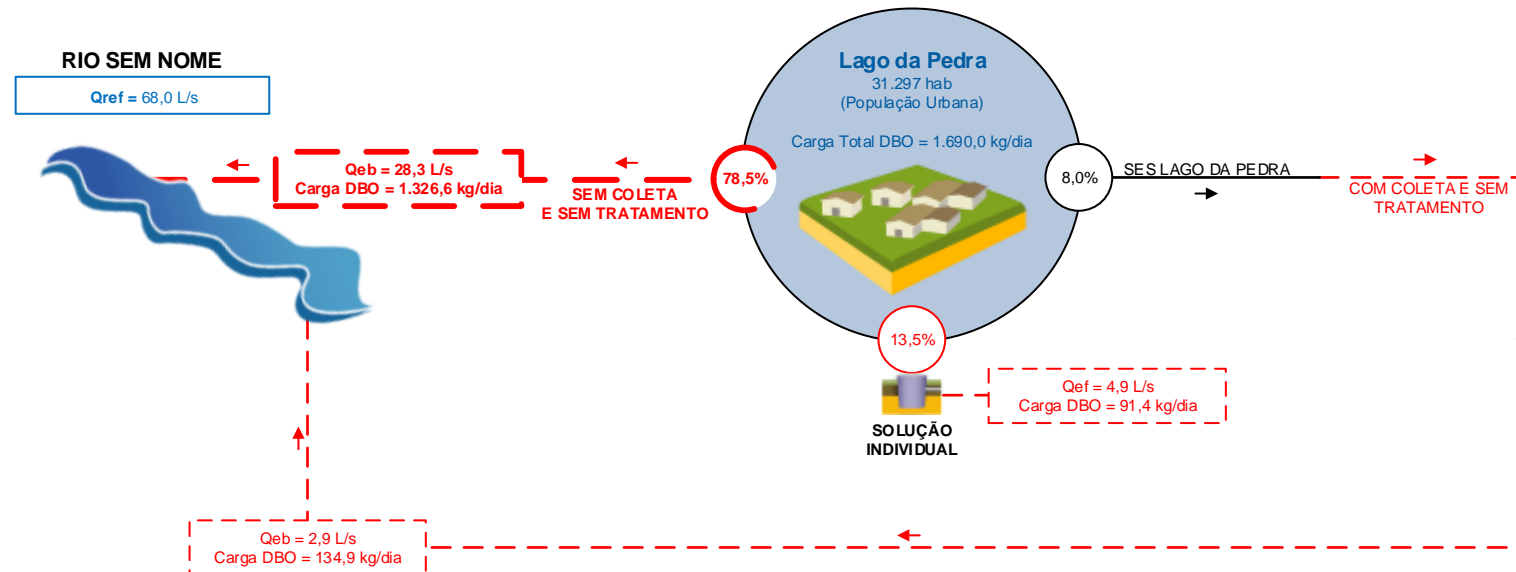 RIO SEM NOME
Qref = 68,0 L/s
Lago da Pedra
31.297 hab
(População Urbana)
Carga Total DBO = 1.690,0 kg/dia
Qeb = 28,3 L/s
Carga DBO = 1.326,6 kg/dia
SEM COLETA
E SEM TRATAMENTO
78,5%
8,0%
SES LAGO DA PEDRA
COM COLETA E SEM
TRATAMENTO
13,5%
Qef = 4,9 L/s
Carga DBO = 91,4 kg/dia
SOLUÇÃO
INDIVIDUAL
Qeb = 2,9 L/s
Carga DBO = 134,9 kg/dia